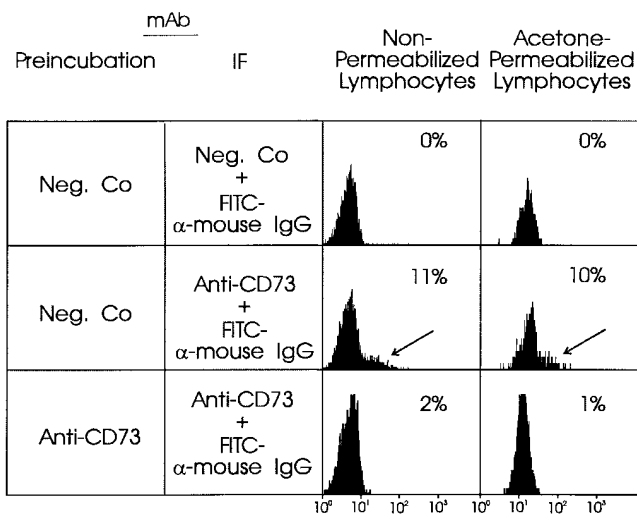 mAb
Preincubation
IF
Non-
Permeabilized
Lymphocytes
Acetone-
Permeabilized
Lymphocytes
Neg. Co
Neg. Co
+
FITC-
α-mouse IgG
0%
0%
Neg. Co
Anti-CD73
+
FITC-
α-mouse IgG
11%
10%
Anti-CD73
Anti-CD73
+
FITC-
α-mouse IgG
2%
1%
10⁰ 10¹ 10² 10³
10⁰ 10¹ 10² 10³